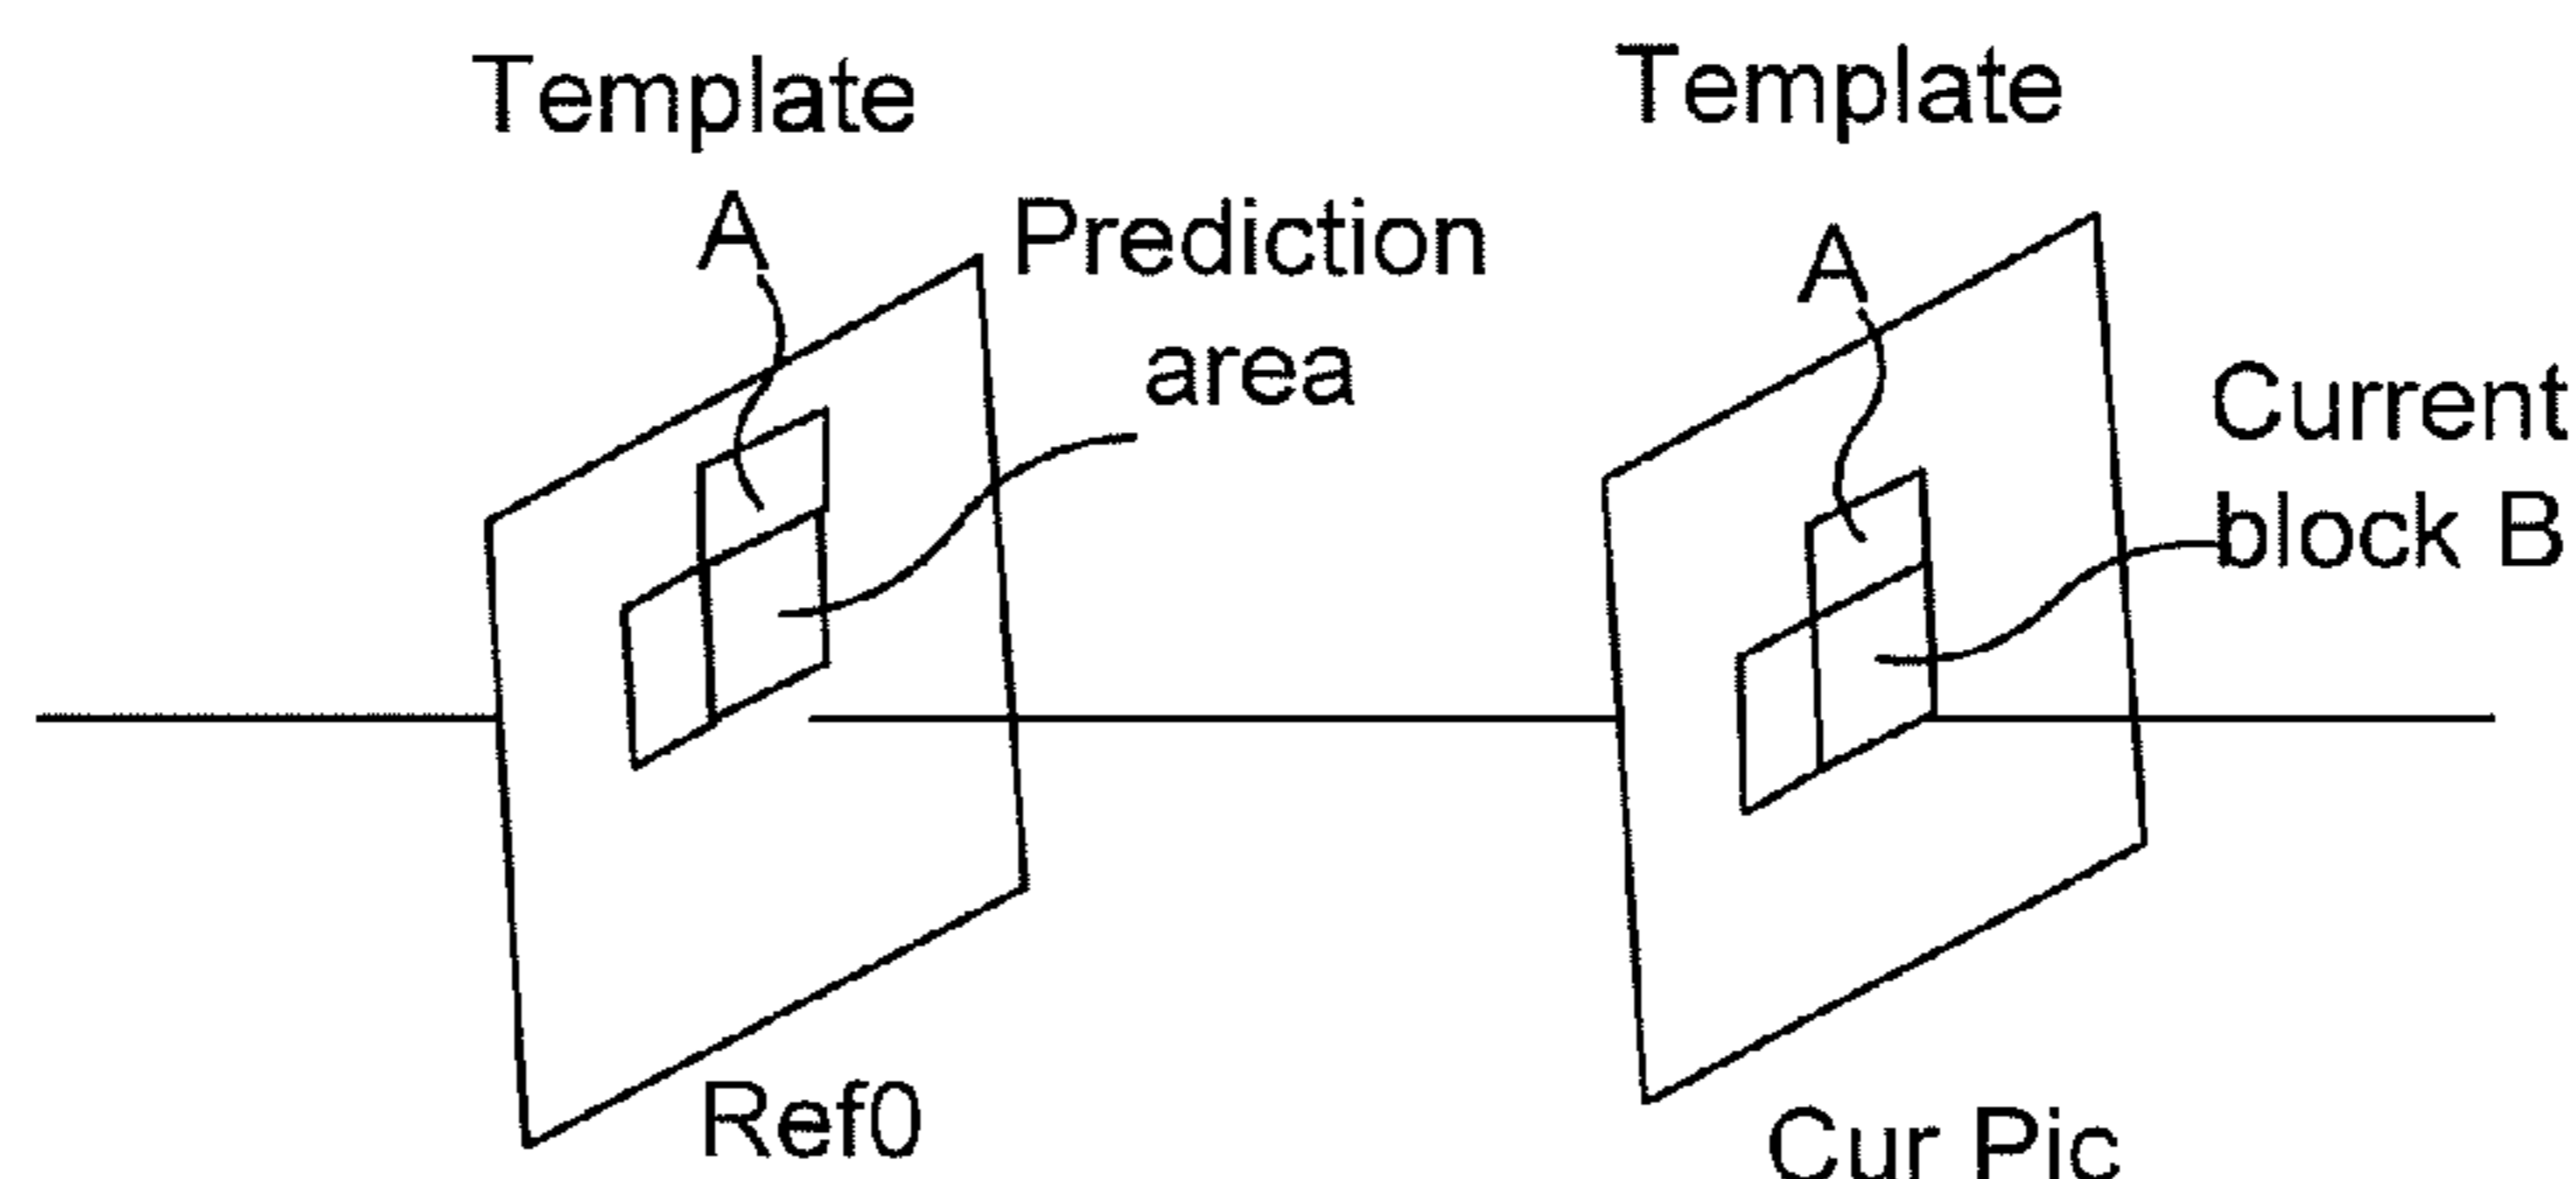 Template
A
Prediction
area
Ref0
Template
A
Current
block B
Cur Pic